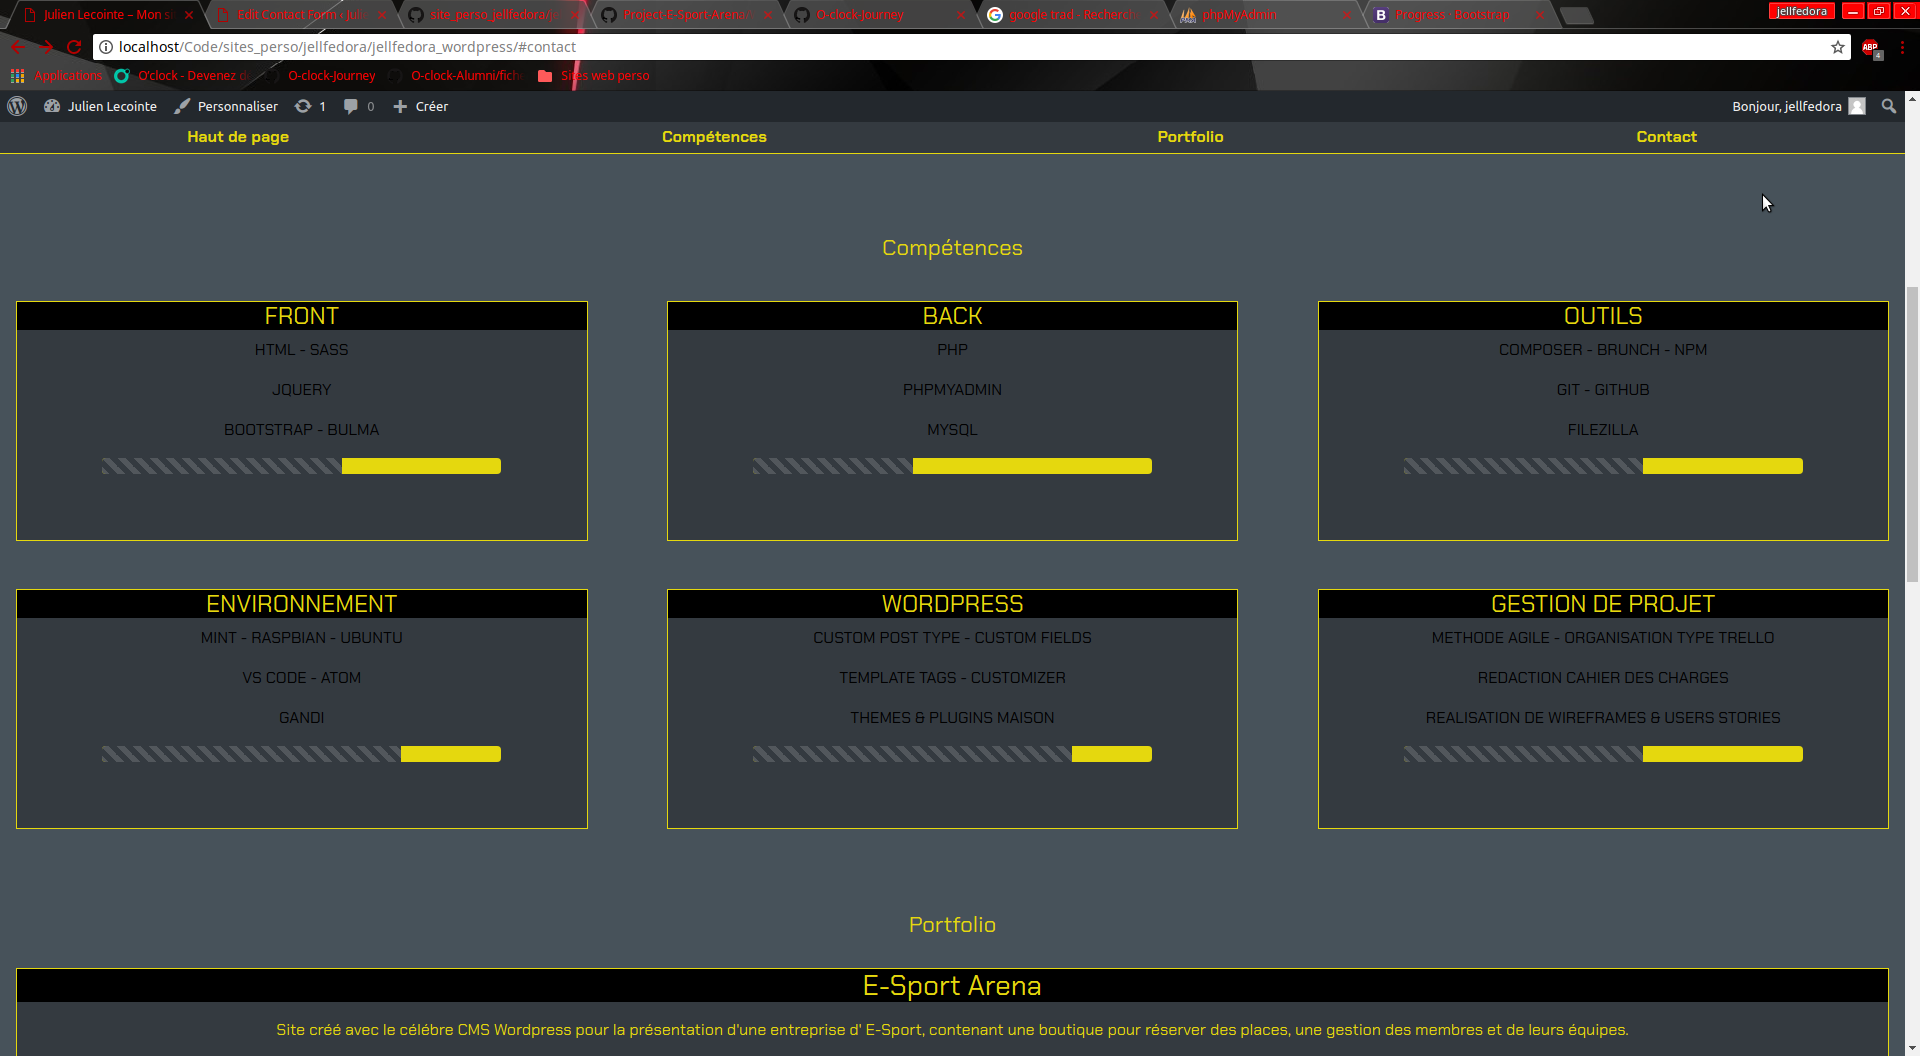 Julien Lecointe – Mon s
Edit Contact Form ‹ Juli
site_perso_jellfedora/je
Project-E-Sport-Arena/
O-clock-Journey
google trad - Recherch
phpMyAdmin
Progress · Bootstrap
jellfedora
localhost/Code/sites_perso/jellfedora/jellfedora_wordpress/#contact
ABP
4
Applications
O'clock - Devenez d
O-clock-Journey
O-clock-Alumni/fich
Sites web perso
Julien Lecointe
Personnaliser
1
0
Créer
Bonjour, jellfedora
Haut de page
Compétences
Portfolio
Contact
Compétences
FRONT
HTML - SASS
JQUERY
BOOTSTRAP - BULMA
BACK
PHP
PHPMYADMIN
MYSQL
OUTILS
COMPOSER - BRUNCH - NPM
GIT - GITHUB
FILEZILLA
ENVIRONNEMENT
MINT - RASPBIAN - UBUNTU
VS CODE - ATOM
GANDI
WORDPRESS
CUSTOM POST TYPE - CUSTOM FIELDS
TEMPLATE TAGS - CUSTOMIZER
THEMES & PLUGINS MAISON
GESTION DE PROJET
METHODE AGILE - ORGANISATION TYPE TRELLO
REDACTION CAHIER DES CHARGES
REALISATION DE WIREFRAMES & USERS STORIES
Portfolio
E-Sport Arena
Site créé avec le célébre CMS Wordpress pour la présentation d'une entreprise d' E-Sport, contenant une boutique pour réserver des places, une gestion des membres et de leurs équipes.